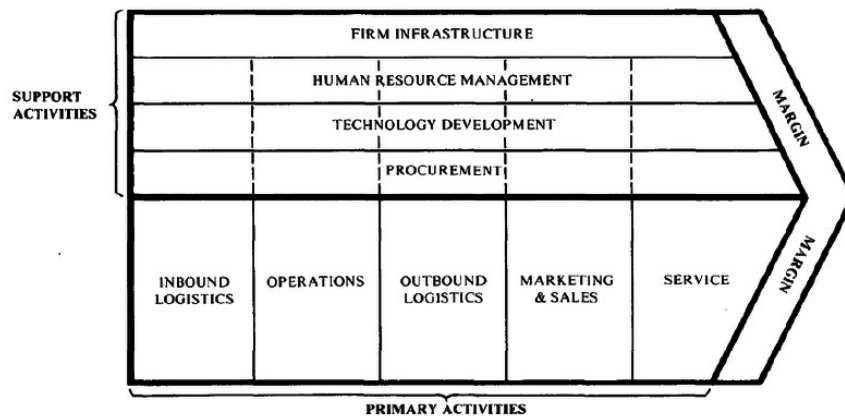 FIRM INFRASTRUCTURE
HUMAN RESOURCE MANAGEMENT
SUPPORT
ACTIVITIES
TECHNOLOGY DEVELOPMENT
PROCUREMENT
MARGIN
MARGIN
INBOUND
LOGISTICS
OPERATIONS
OUTBOUND
LOGISTICS
MARKETING
& SALES
SERVICE
PRIMARY ACTIVITIES